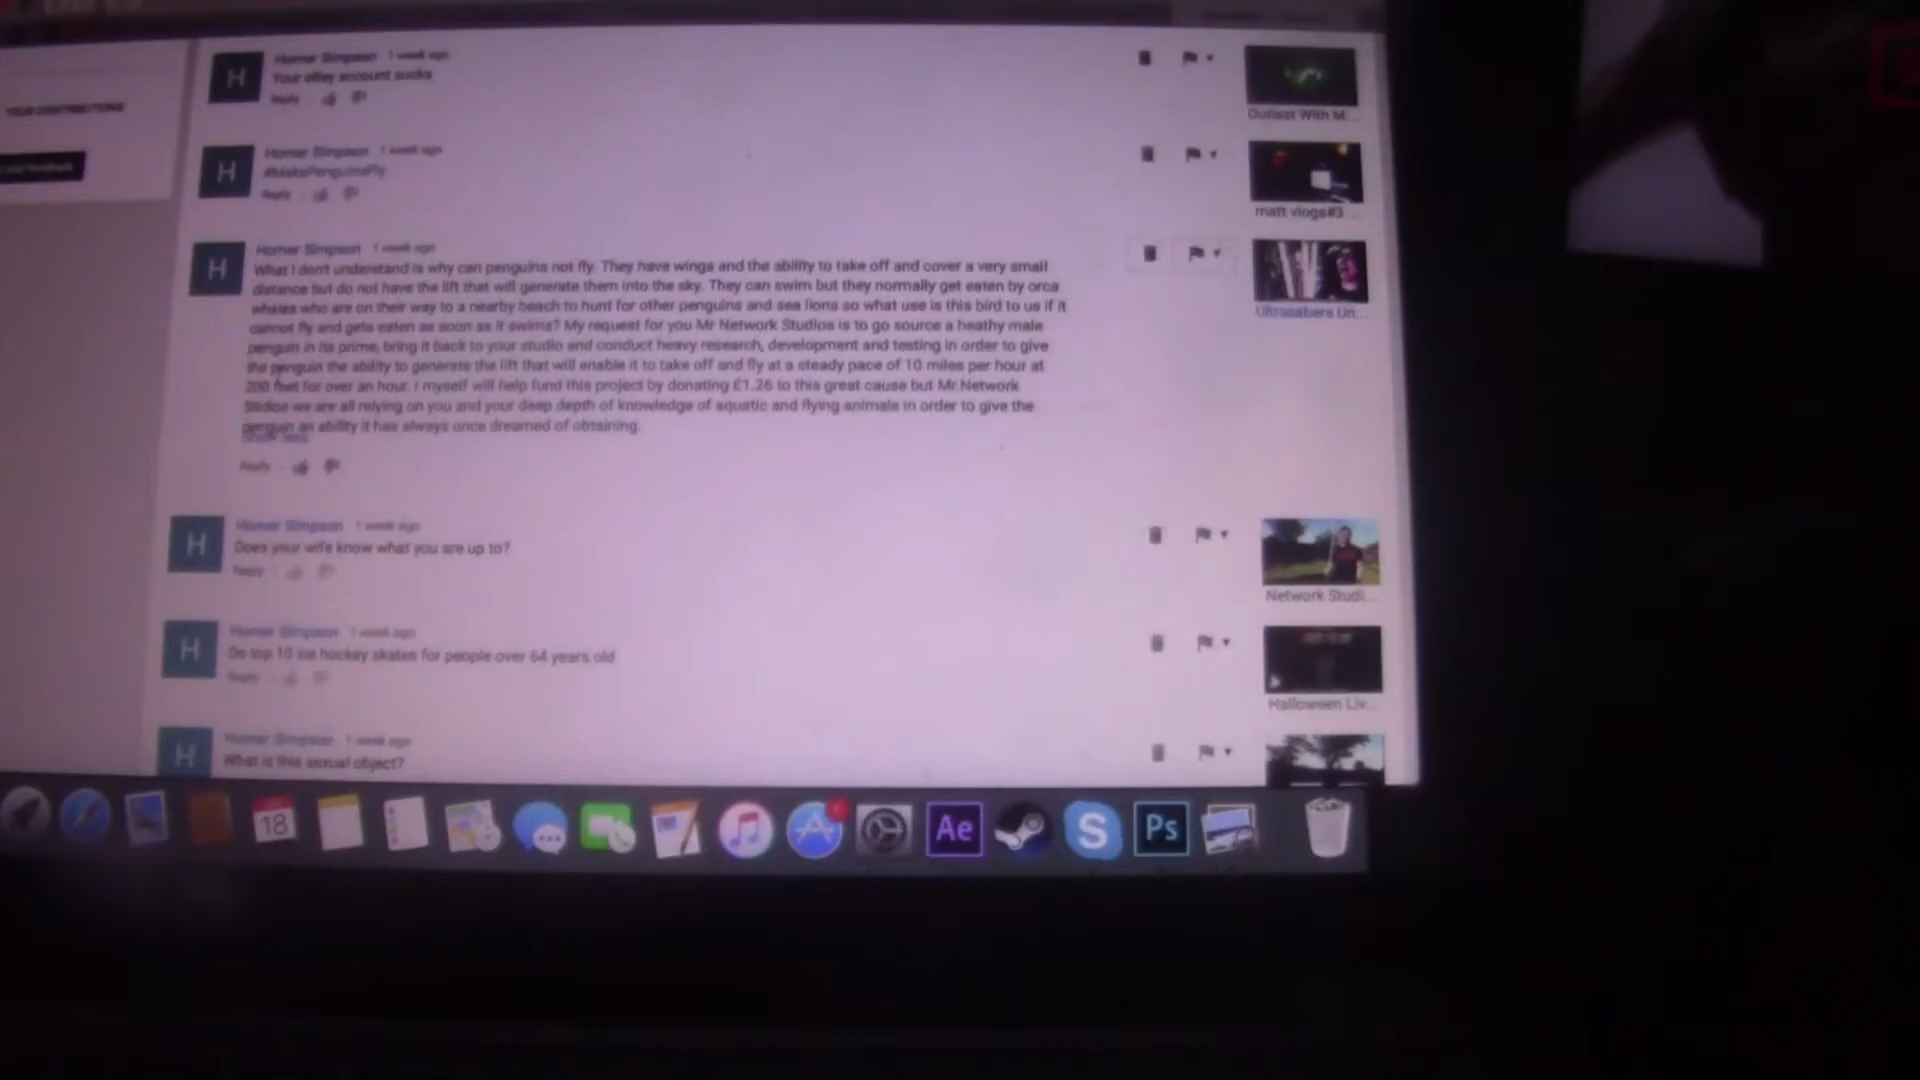 YOUR CONTRIBUTIONS
Homer Simpson 1 week ago
Your eBay account sucks
Reply
Outlast With M...
H
Homer Simpson 1 week ago
#MakePenguinsFly
Reply
matt vlogs#3 ...
H
Homer Simpson 1 week ago
What I don't understand is why can penguins not fly. They have wings and the ability to take off and cover a very small
distance but do not have the lift that will generate them into the sky. They can swim but they normally get eaten by orca
whales who are on their way to a nearby beach to hunt for other penguins and sea lions so what use is this bird to us if it
cannot fly and gets eaten as soon as it swims? My request for you Mr Network Studios is to go source a heathy male
penguin in its prime, bring it back to your studio and conduct heavy research, development and testing in order to give
the penguin the ability to generate the lift that will enable it to take off and fly at a steady pace of 10 miles per hour at
200 feet for over an hour. I myself will help fund this project by donating £1.26 to this great cause but Mr.Network
Stidios we are all relying on you and your deep depth of knowledge of aquatic and flying animals in order to give the
penguin an ability it has always once dreamed of obtaining.
Show less
Reply
Ultrasabers Un...
H
Homer Simpson 1 week ago
Does your wife know what you are up to?
Reply
Network Studi...
H
Homer Simpson 1 week ago
Do top 10 ice hockey skates for people over 64 years old
Reply
Halloween Liv...
H
Homer Simpson 1 week ago
What is this sexual object?
H
18
Ae
S
Ps